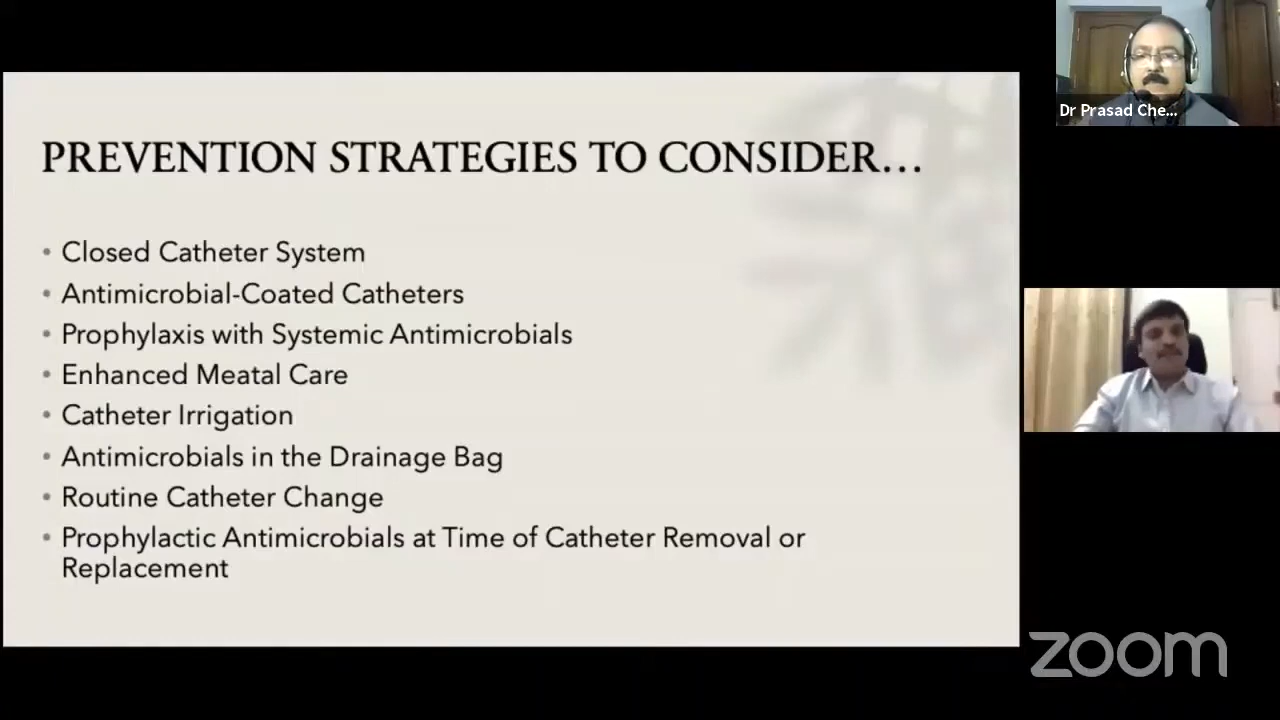 PREVENTION STRATEGIES TO CONSIDER...
• Closed Catheter System
• Antimicrobial-Coated Catheters
• Prophylaxis with Systemic Antimicrobials
• Enhanced Meatal Care
• Catheter Irrigation
• Antimicrobials in the Drainage Bag
• Routine Catheter Change
• Prophylactic Antimicrobials at Time of Catheter Removal or
Replacement
Dr Prasad Che...
zoom